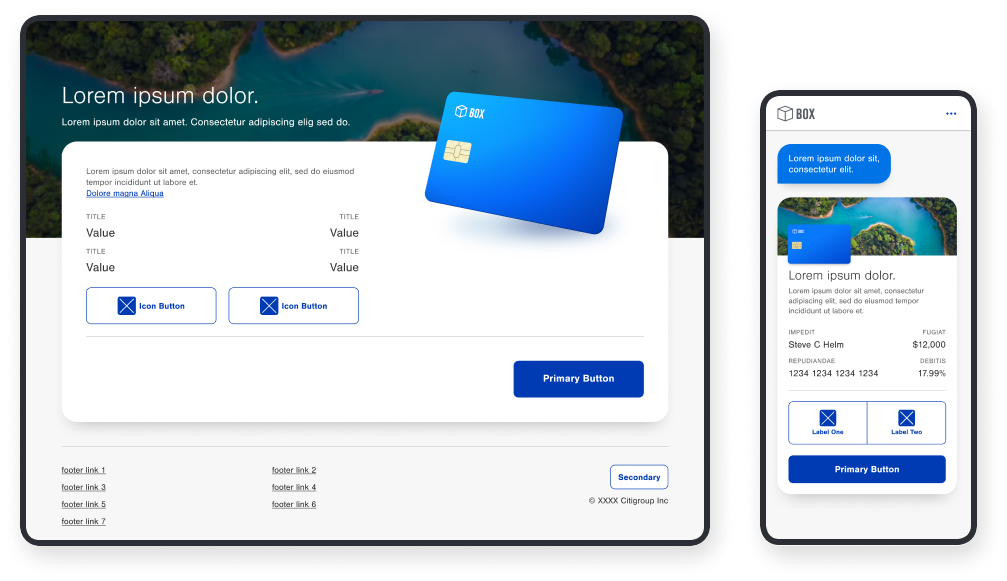 Lorem ipsum dolor.
Lorem ipsum dolor sit amet. Consectetur adipiscing elig sed do.
BOX
Lorem ipsum dolor sit amet, consectetur adipiscing elit, sed do eiusmod
tempor incididunt ut labore et.
Dolore magna Aliqua
TITLE TITLE
Value Value
TITLE TITLE
Value Value
Icon Button Icon Button
Primary Button
footer link 1 footer link 2
footer link 3 footer link 4
footer link 5 footer link 6
footer link 7
Secondary
© XXXX Citigroup Inc
BOX
Lorem ipsum dolor sit,
consectetur elit.
BOX
Lorem ipsum dolor.
Lorem ipsum dolor sit amet, consectetur
adipiscing elit, sed do eiusmod tempor
incididunt ut labore et.
IMPEDIT FUGIAT
Steve C Helm $12,000
REPUDIANDAE DEBITIS
1234 1234 1234 1234 17.99%
Label One Label Two
Primary Button